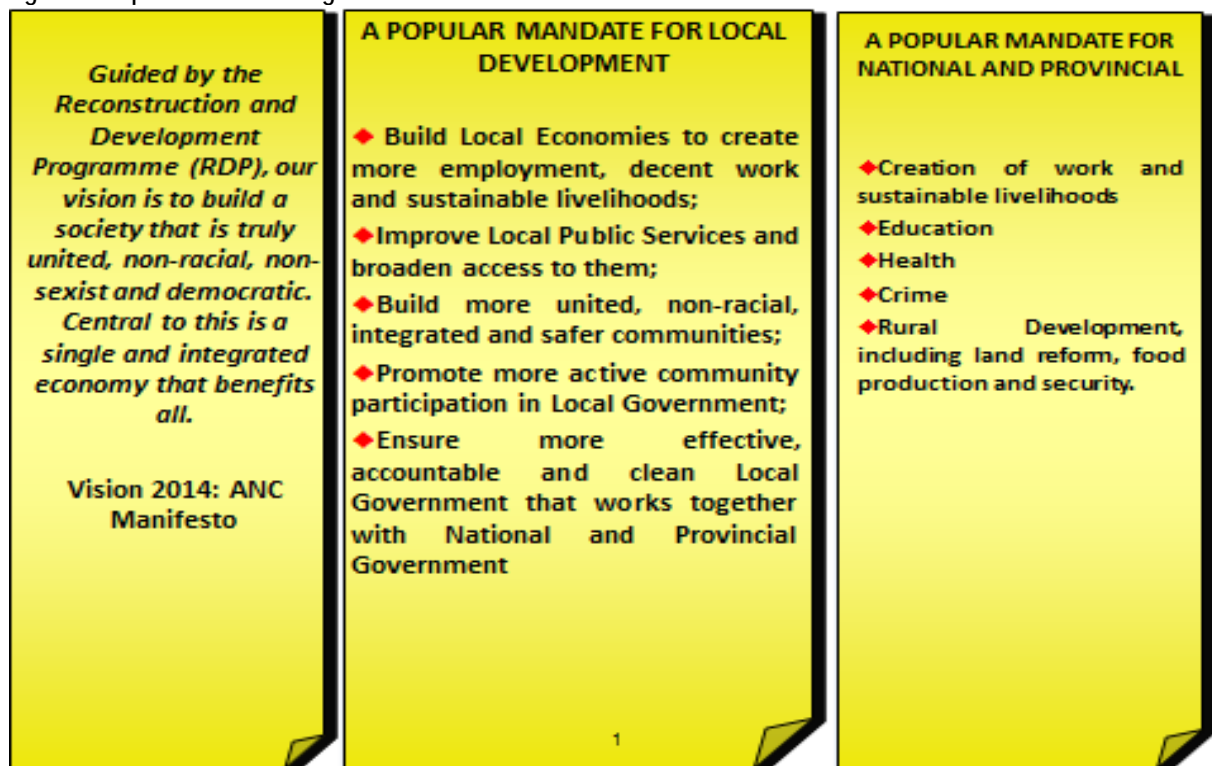 Guided by the
Reconstruction and
Development
Programme (RDP), our
vision is to build a
society that is truly
united, non-racial, non-
sexist and democratic.
Central to this is a
single and integrated
economy that benefits
all.
Vision 2014: ANC
Manifesto
A POPULAR MANDATE FOR LOCAL
DEVELOPMENT
◆ Build Local Economies to create
more employment, decent work
and sustainable livelihoods;
◆Improve Local Public Services and
broaden access to them;
◆Build more united, non-racial,
integrated and safer communities;
◆Promote more active community
participation in Local Government;
◆Ensure more effective,
accountable and clean Local
Government that works together
with National and Provincial
Government
1
A POPULAR MANDATE FOR
NATIONAL AND PROVINCIAL
◆Creation of work and
sustainable livelihoods
◆Education
◆Health
◆Crime
◆Rural Development,
including land reform, food
production and security.